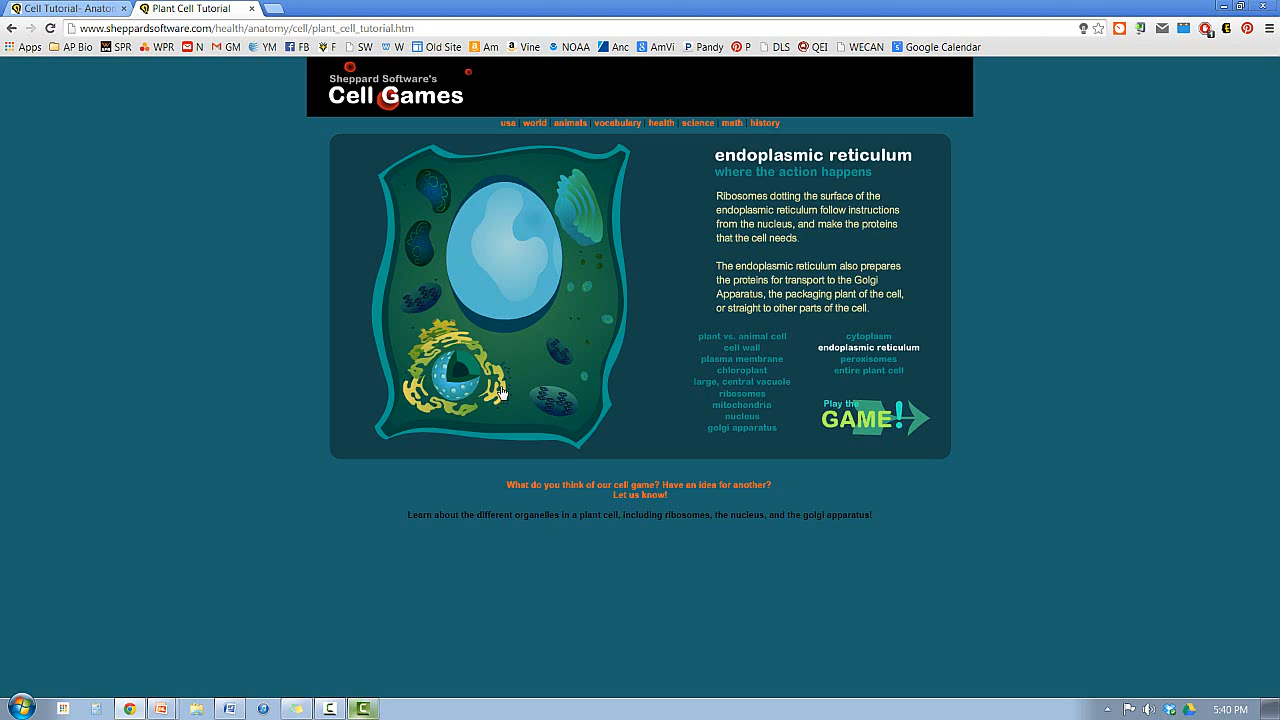 Cell Tutorial- Anator
Plant Cell Tutorial
www.sheppardsoftware.com/health/anatomy/cell/plant_cell_tutorial.htm
Apps AP Bio SPR WPR N GM YM FB F SW W Old Site Am Vine NOAA Anc AmVi Pandy P DLS QEI WECAN Google Calendar
Sheppard Software's
Cell Games
usa | world | animals | vocabulary | health | science | math | history
endoplasmic reticulum
where the action happens
Ribosomes dotting the surface of the
endoplasmic reticulum follow instructions
from the nucleus, and make the proteins
that the cell needs.
The endoplasmic reticulum also prepares
the proteins for transport to the Golgi
Apparatus, the packaging plant of the cell,
or straight to other parts of the cell.
plant vs. animal cell
cell wall
plasma membrane
chloroplast
large, central vacuole
ribosomes
mitochondria
nucleus
golgi apparatus
cytoplasm
endoplasmic reticulum
peroxisomes
entire plant cell
Play the
GAME!
What do you think of our cell game? Have an idea for another?
Let us know!
Learn about the different organelles in a plant cell, including ribosomes, the nucleus, and the golgi apparatus!
5:40 PM